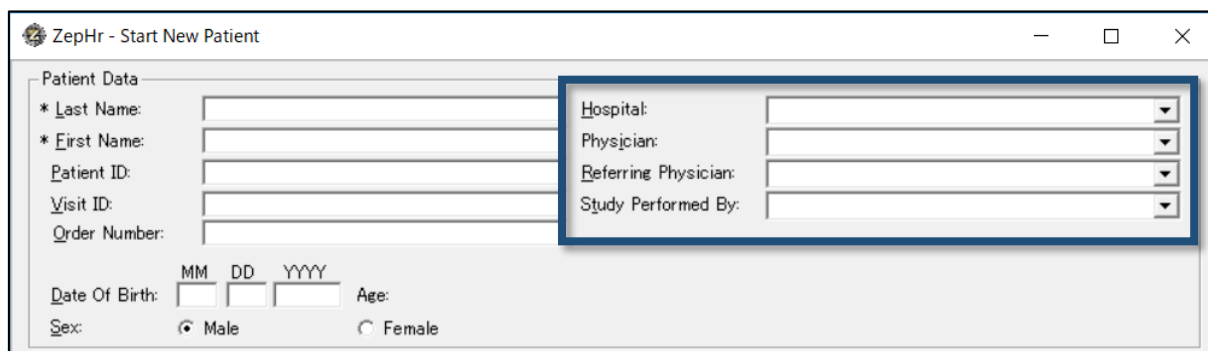 ZepHr - Start New Patient
Patient Data
* Last Name:
* First Name:
Patient ID:
Visit ID:
Order Number:
Hospital:
Physician:
Referring Physician:
Study Performed By:
MM DD YYYY
Date Of Birth: Age:
Sex: Male Female